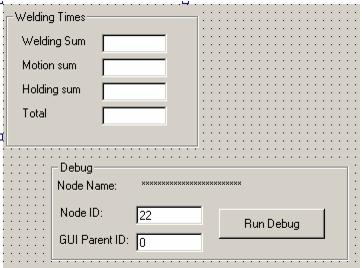 Welding Times
Welding Sum
Motion sum
Holding sum
Total
Debug
Node Name: ************************
Node ID: 22
Run Debug
GUI Parent ID: 0